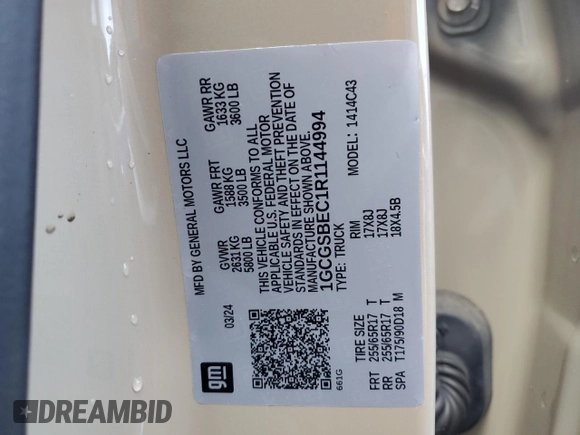 MFD BY GENERAL MOTORS LLC
03/24
GVWR GAWR FRT GAWR RR
2631 KG 1588 KG 1633 KG
5800 LB 3500 LB 3600 LB
THIS VEHICLE CONFORMS TO ALL
APPLICABLE U.S. FEDERAL MOTOR
VEHICLE SAFETY AND THEFT PREVENTION
STANDARDS IN EFFECT ON THE DATE OF
MANUFACTURE SHOWN ABOVE.
1GCGSBEC1R1144994
TYPE: TRUCK MODEL: 1414C43
gm
661G
TIRE SIZE RIM
FRT 255/65R17 T 17X8J
RR 255/65R17 T 17X8J
SPA T175/90D18 M 18X4.5B
DREAMBID